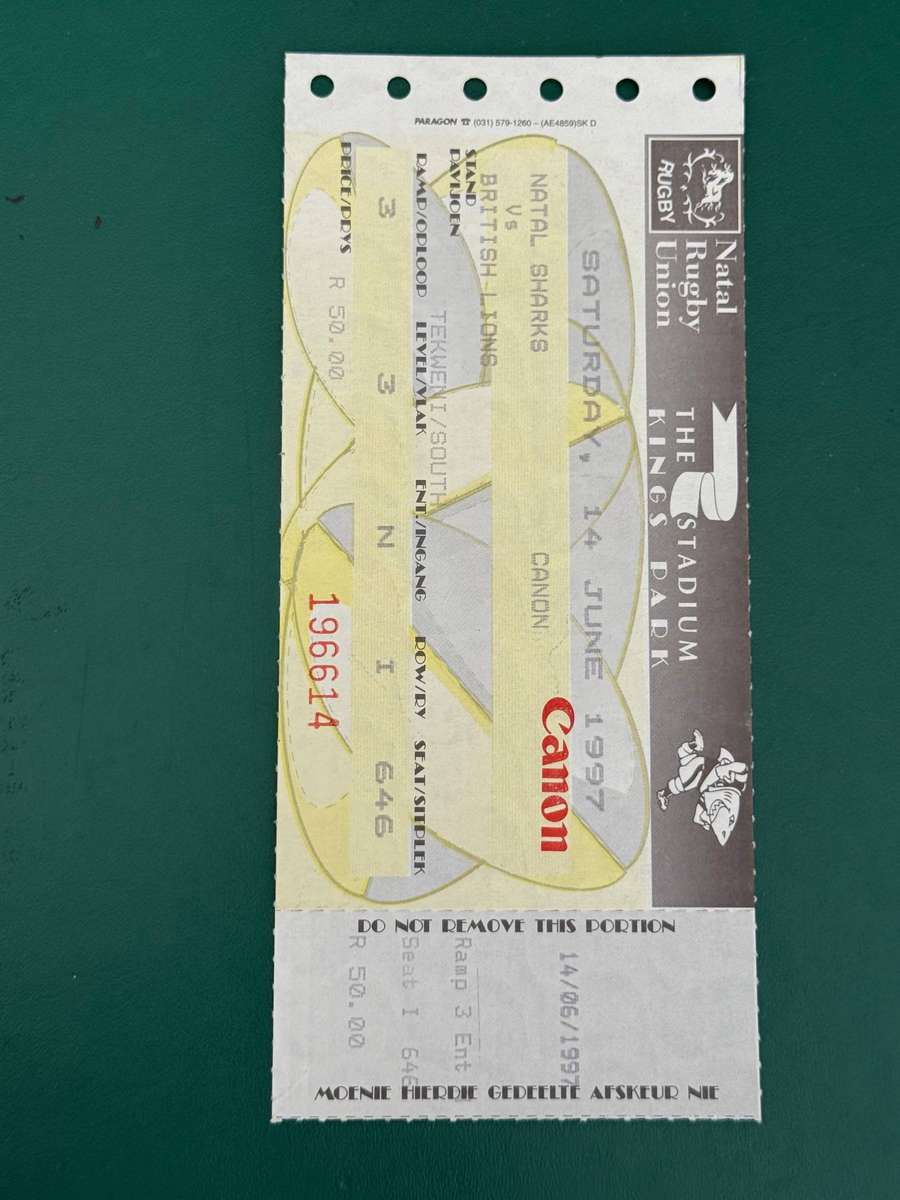 PARAGON ☎ (031) 579-1260 – (AE4859)SK D
RUGBY
Natal
Rugby
Union
THE STADIUM
KINGS PARK
SATURDAY, 14 JUNE 1997
NATAL SHARKS
CANON
Vs
BRITISH LIONS
Canon
STAND
PAVILJOEN
TEKWENI/SOUTH
RAMP/OPLOOP LEVEL/VLAK ENT./INGANG ROW/RY SEAT/SITPLEK
3 3 N I 646
PRICE/PRYS
R 50.00
196614
DO NOT REMOVE THIS PORTION
14/06/1997
Ramp 3 Ent
Seat I 646
R 50.00
MOENIE HIERDIE GEDEELTE AFSKEUR NIE